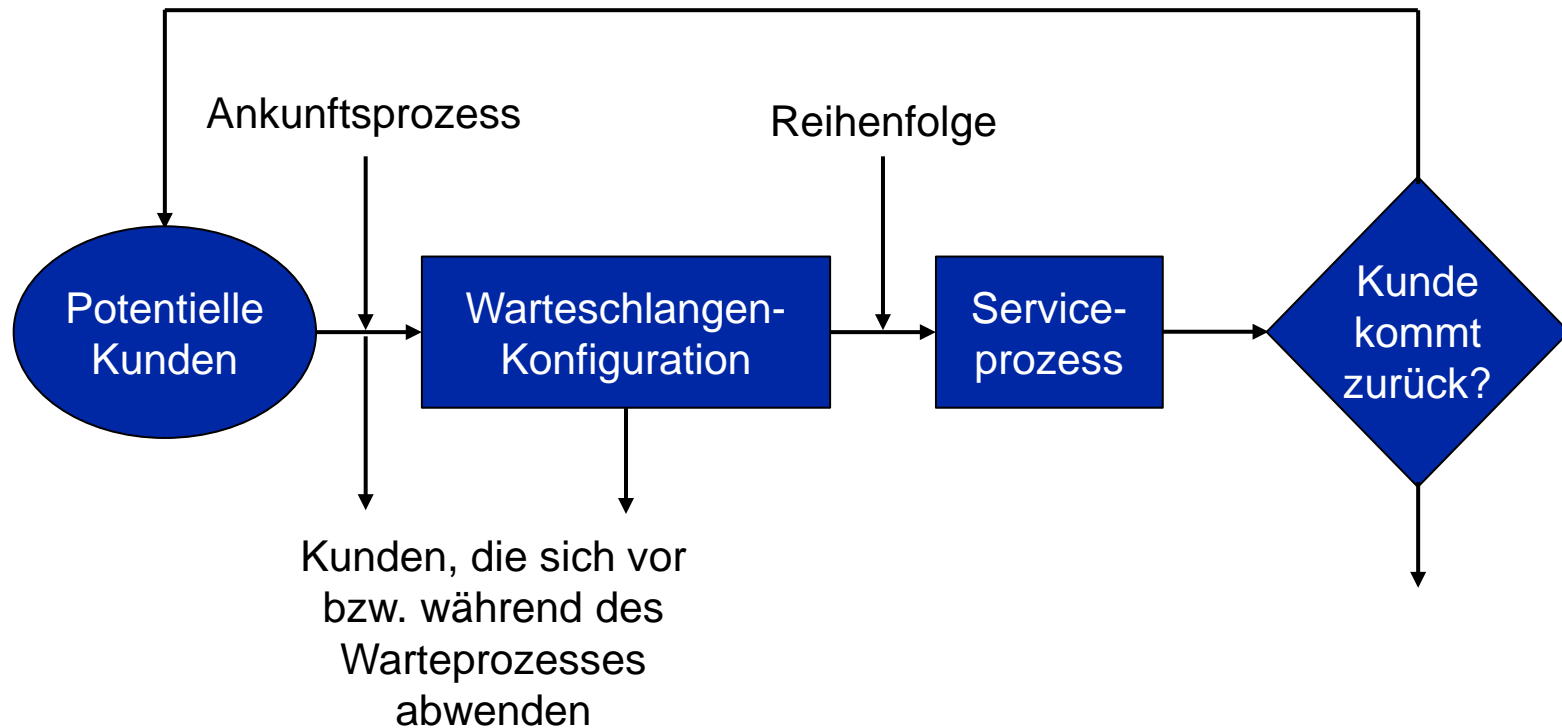 Ankunftsprozess
Reihenfolge
Potentielle
Kunden
Warteschlangen-
Konfiguration
Service-
prozess
Kunde
kommt
zurück?
Kunden, die sich vor
bzw. während des
Warteprozesses
abwenden